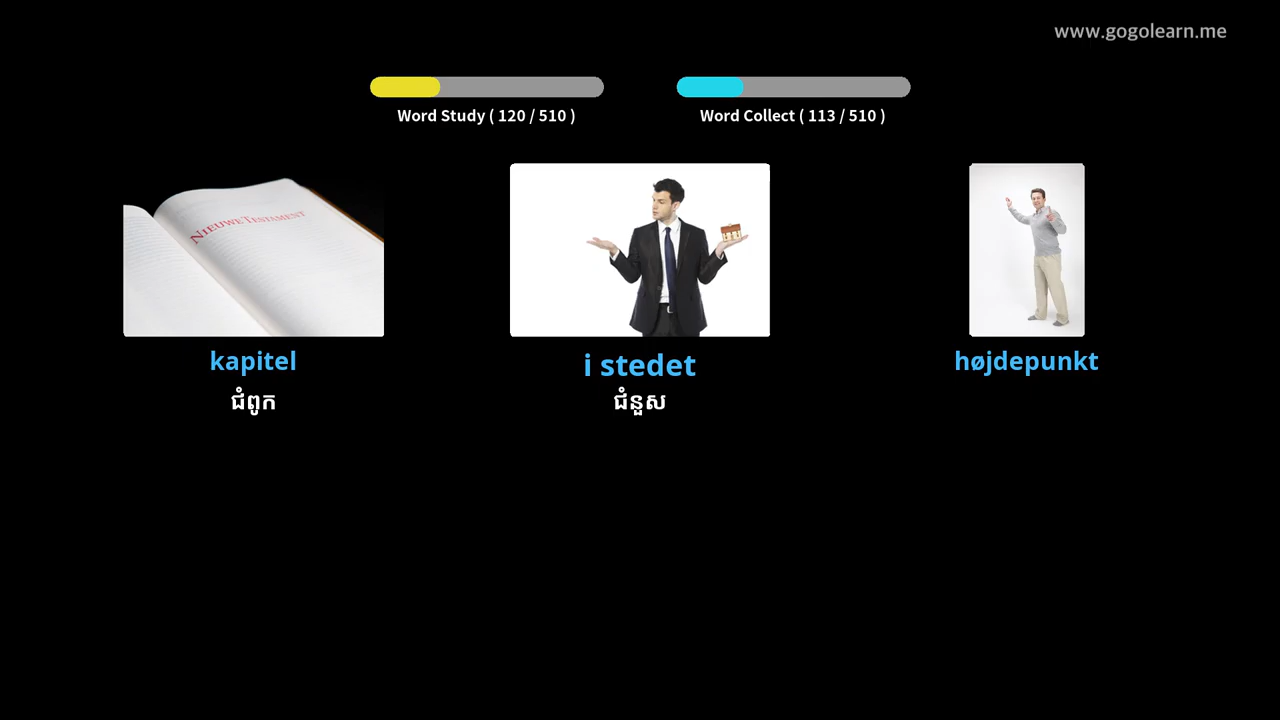 www.gogolearn.me
Word Study ( 120 / 510 )
Word Collect ( 113 / 510 )
NIEUWE TESTAMENT
kapitel
ជំពូក
i stedet
ជំនួស
højdepunkt